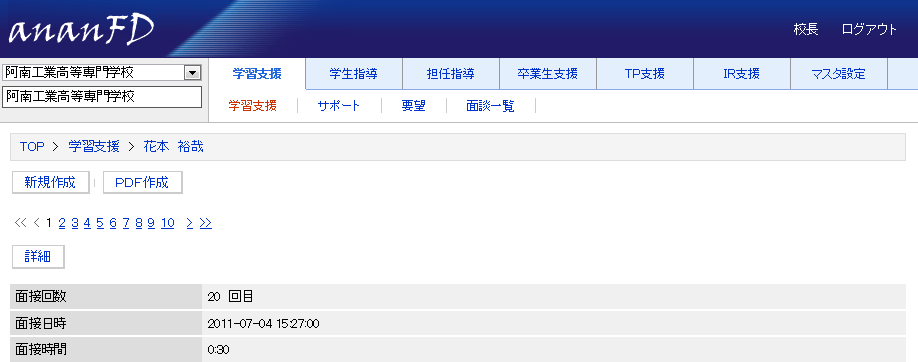 ananFD
校長 ログアウト
阿南工業高等専門学校
阿南工業高等専門学校
学習支援 学生指導 担任指導 卒業生支援 TP支援 IR支援 マスタ設定
学習支援 サポート 要望 面談一覧
TOP > 学習支援 > 花本 裕哉
新規作成 PDF作成
<< < 1 2 3 4 5 6 7 8 9 10 > >>
詳細
面接回数 20 回目
面接日時 2011-07-04 15:27:00
面接時間 0:30